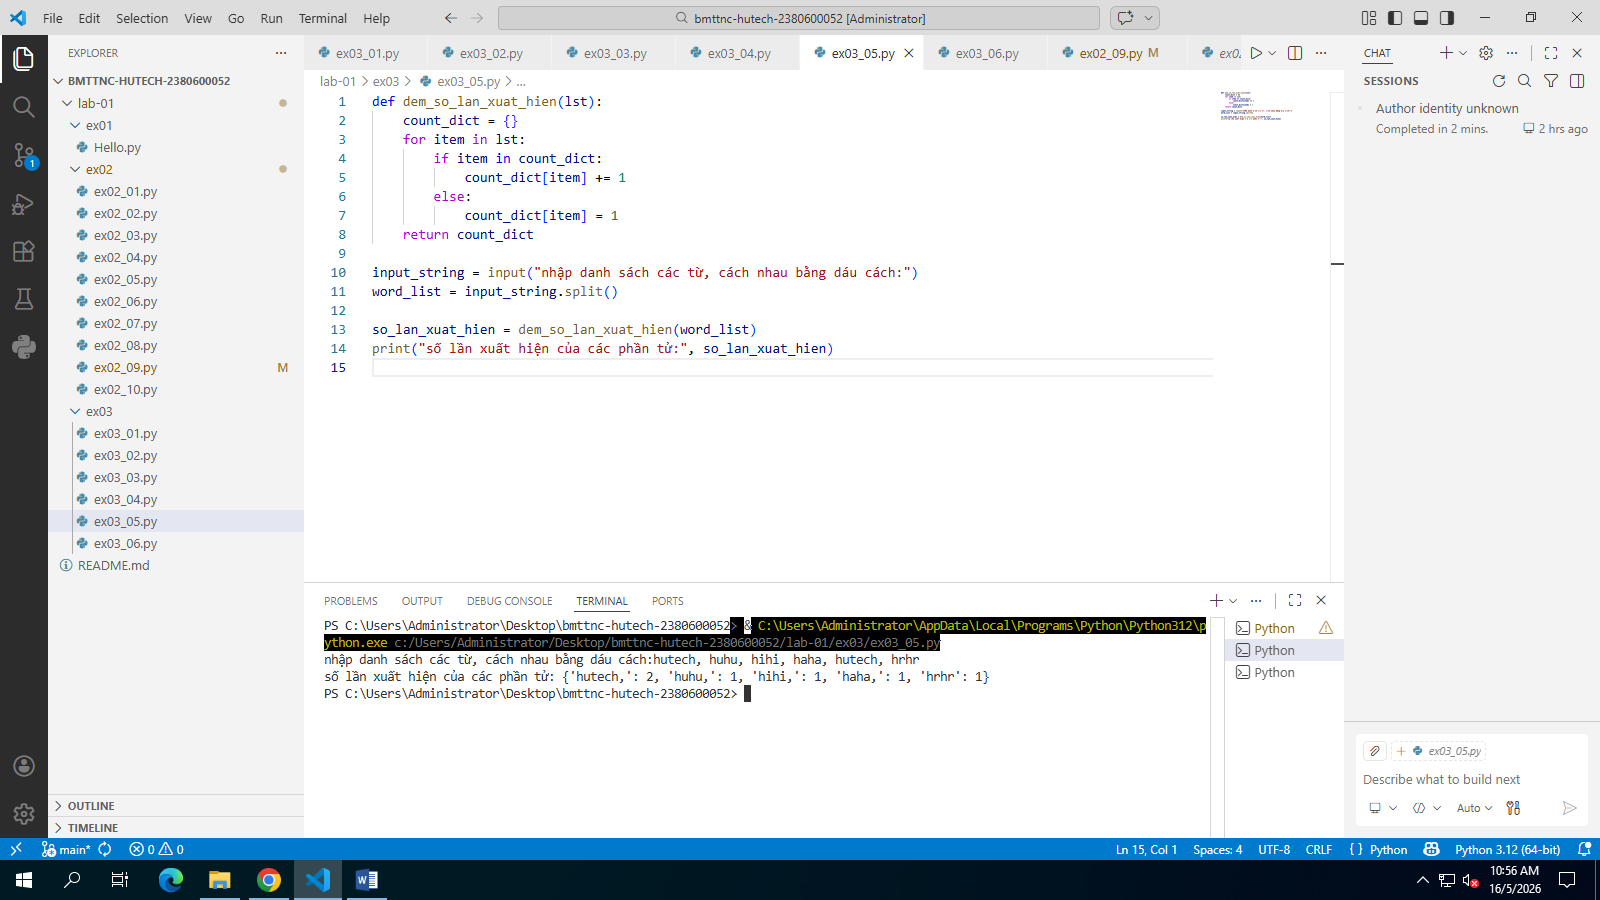 File Edit Selection View Go Run Terminal Help
bmttnc-hutech-2380600052 [Administrator]
EXPLORER
BMTTNC-HUTECH-2380600052
lab-01
ex01
Hello.py
ex02
ex02_01.py
ex02_02.py
ex02_03.py
ex02_04.py
ex02_05.py
ex02_06.py
ex02_07.py
ex02_08.py
ex02_09.py M
ex02_10.py
ex03
ex03_01.py
ex03_02.py
ex03_03.py
ex03_04.py
ex03_05.py
ex03_06.py
README.md
OUTLINE
TIMELINE
1
ex03_01.py ex03_02.py ex03_03.py ex03_04.py ex03_05.py ex03_06.py ex02_09.py M
lab-01 > ex03 > ex03_05.py > ...
1 def dem_so_lan_xuat_hien(lst):
2 count_dict = {}
3 for item in lst:
4 if item in count_dict:
5 count_dict[item] += 1
6 else:
7 count_dict[item] = 1
8 return count_dict
9
10 input_string = input("nhập danh sách các từ, cách nhau bằng dáu cách:")
11 word_list = input_string.split()
12
13 so_lan_xuat_hien = dem_so_lan_xuat_hien(word_list)
14 print("số lần xuất hiện của các phần tử:", so_lan_xuat_hien)
15
PROBLEMS OUTPUT DEBUG CONSOLE TERMINAL PORTS
PS C:\Users\Administrator\Desktop\bmttnc-hutech-2380600052> & C:\Users\Administrator\AppData\Local\Programs\Python\Python312\p
ython.exe c:/Users/Administrator/Desktop/bmttnc-hutech-2380600052/lab-01/ex03/ex03_05.py
nhập danh sách các từ, cách nhau bằng dáu cách:hutech, huhu, hihi, haha, hutech, hrhr
số lần xuất hiện của các phần tử: {'hutech,': 2, 'huhu,': 1, 'hihi,': 1, 'haha,': 1, 'hrhr': 1}
PS C:\Users\Administrator\Desktop\bmttnc-hutech-2380600052>
Python
Python
Python
CHAT
SESSIONS
Author identity unknown
Completed in 2 mins. 2 hrs ago
ex03_05.py
Describe what to build next
Auto
main* 0 0 Ln 15, Col 1 Spaces: 4 UTF-8 CRLF { } Python Python 3.12 (64-bit)
10:56 AM
16/5/2026